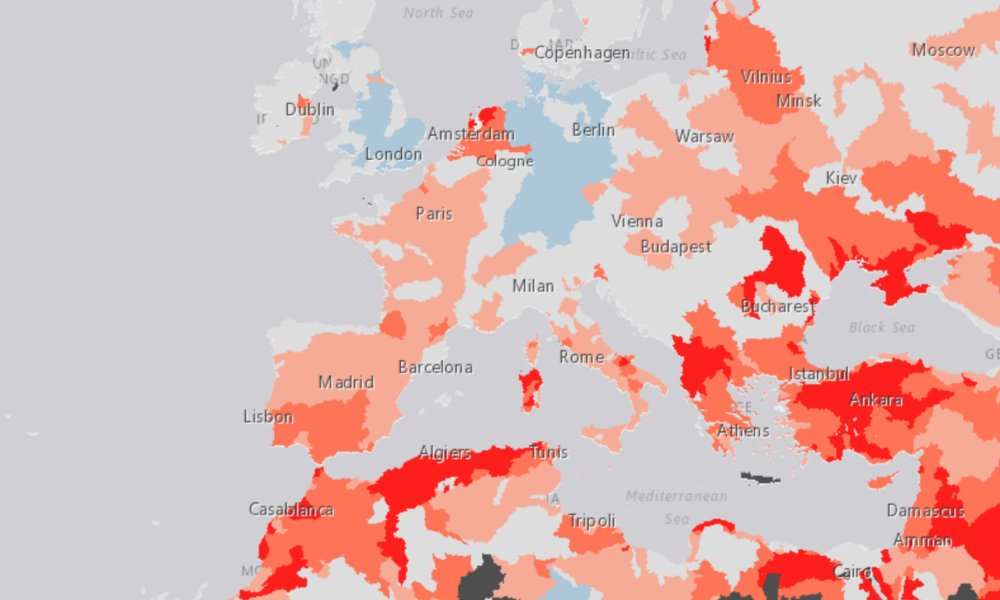 North Sea
Copenhagen
Baltic Sea
Moscow
UN
NGD
Vilnius
Minsk
Dublin
Amsterdam
Berlin
Warsaw
London
Cologne
Kiev
Paris
Vienna
Budapest
Milan
Bucharest
Black Sea
Rome
Barcelona
Istanbul
Madrid
Ankara
Lisbon
Athens
Algiers
Tunis
Mediterranean
Sea
Casablanca
Tripoli
Damascus
Amman
Cairo